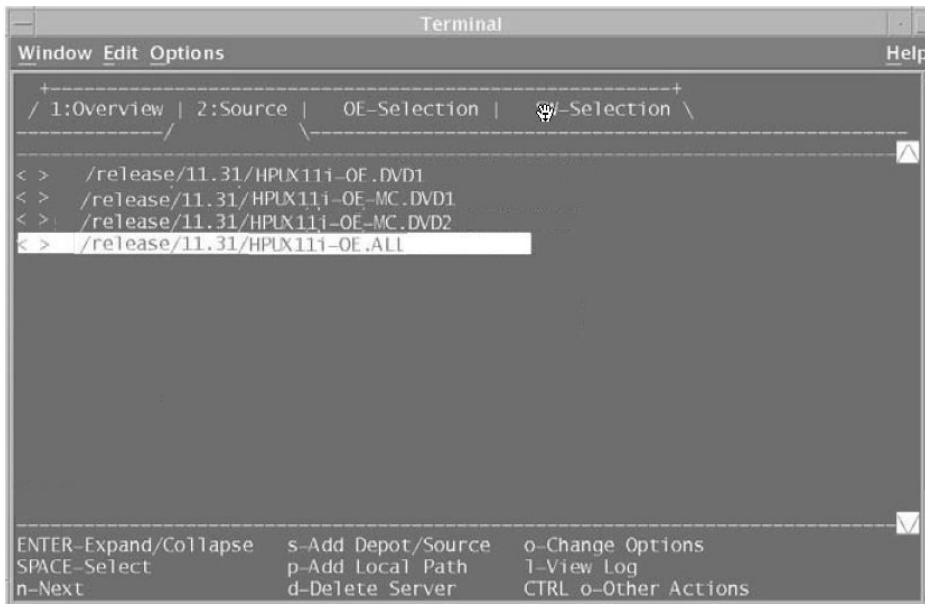 Terminal
Window Edit Options Help
+----------------------------------------------------------+
/ 1:Overview | 2:Source | OE-Selection | -Selection \
-------------/ \------------------------------------------------------
< > /release/11.31/HPUX11i-OE.DVD1
< > /release/11.31/HPUX11i-OE-MC.DVD1
< > /release/11.31/HPUX11i-OE-MC.DVD2
< > /release/11.31/HPUX11i-OE.ALL
ENTER-Expand/Collapse s-Add Depot/Source o-Change Options
SPACE-Select p-Add Local Path l-View Log
n-Next d-Delete Server CTRL o-Other Actions